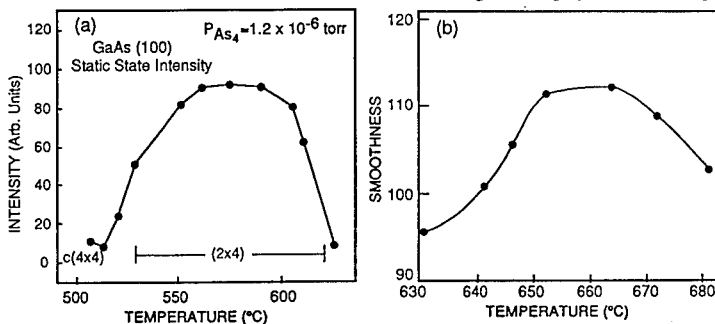 (a)
P_As₄=1.2 x 10⁻⁶ torr
GaAs (100)
Static State Intensity
INTENSITY (Arb. Units)
120
100
80
60
40
20
0
c(4x4)
(2x4)
500
550
600
TEMPERATURE (°C)
(b)
SMOOTHNESS
120
110
100
90
630
640
650
660
670
680
TEMPERATURE (°C)